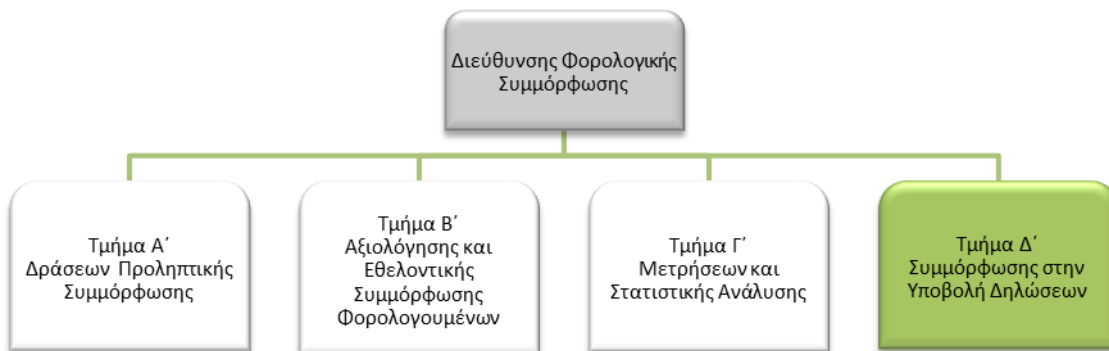 Διεύθυνσης Φορολογικής
Συμμόρφωσης
Τμήμα Α΄
Δράσεων Προληπτικής
Συμμόρφωσης
Τμήμα Β΄
Αξιολόγησης και
Εθελοντικής
Συμμόρφωσης
Φορολογουμένων
Τμήμα Γ΄
Μετρήσεων και
Στατιστικής Ανάλυσης
Τμήμα Δ΄
Συμμόρφωσης στην
Υποβολή Δηλώσεων